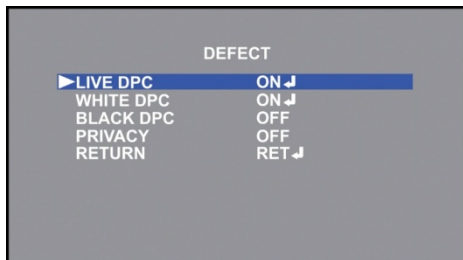 DEFECT
►LIVE DPC ON↲
WHITE DPC ON↲
BLACK DPC OFF
PRIVACY OFF
RETURN RET↲